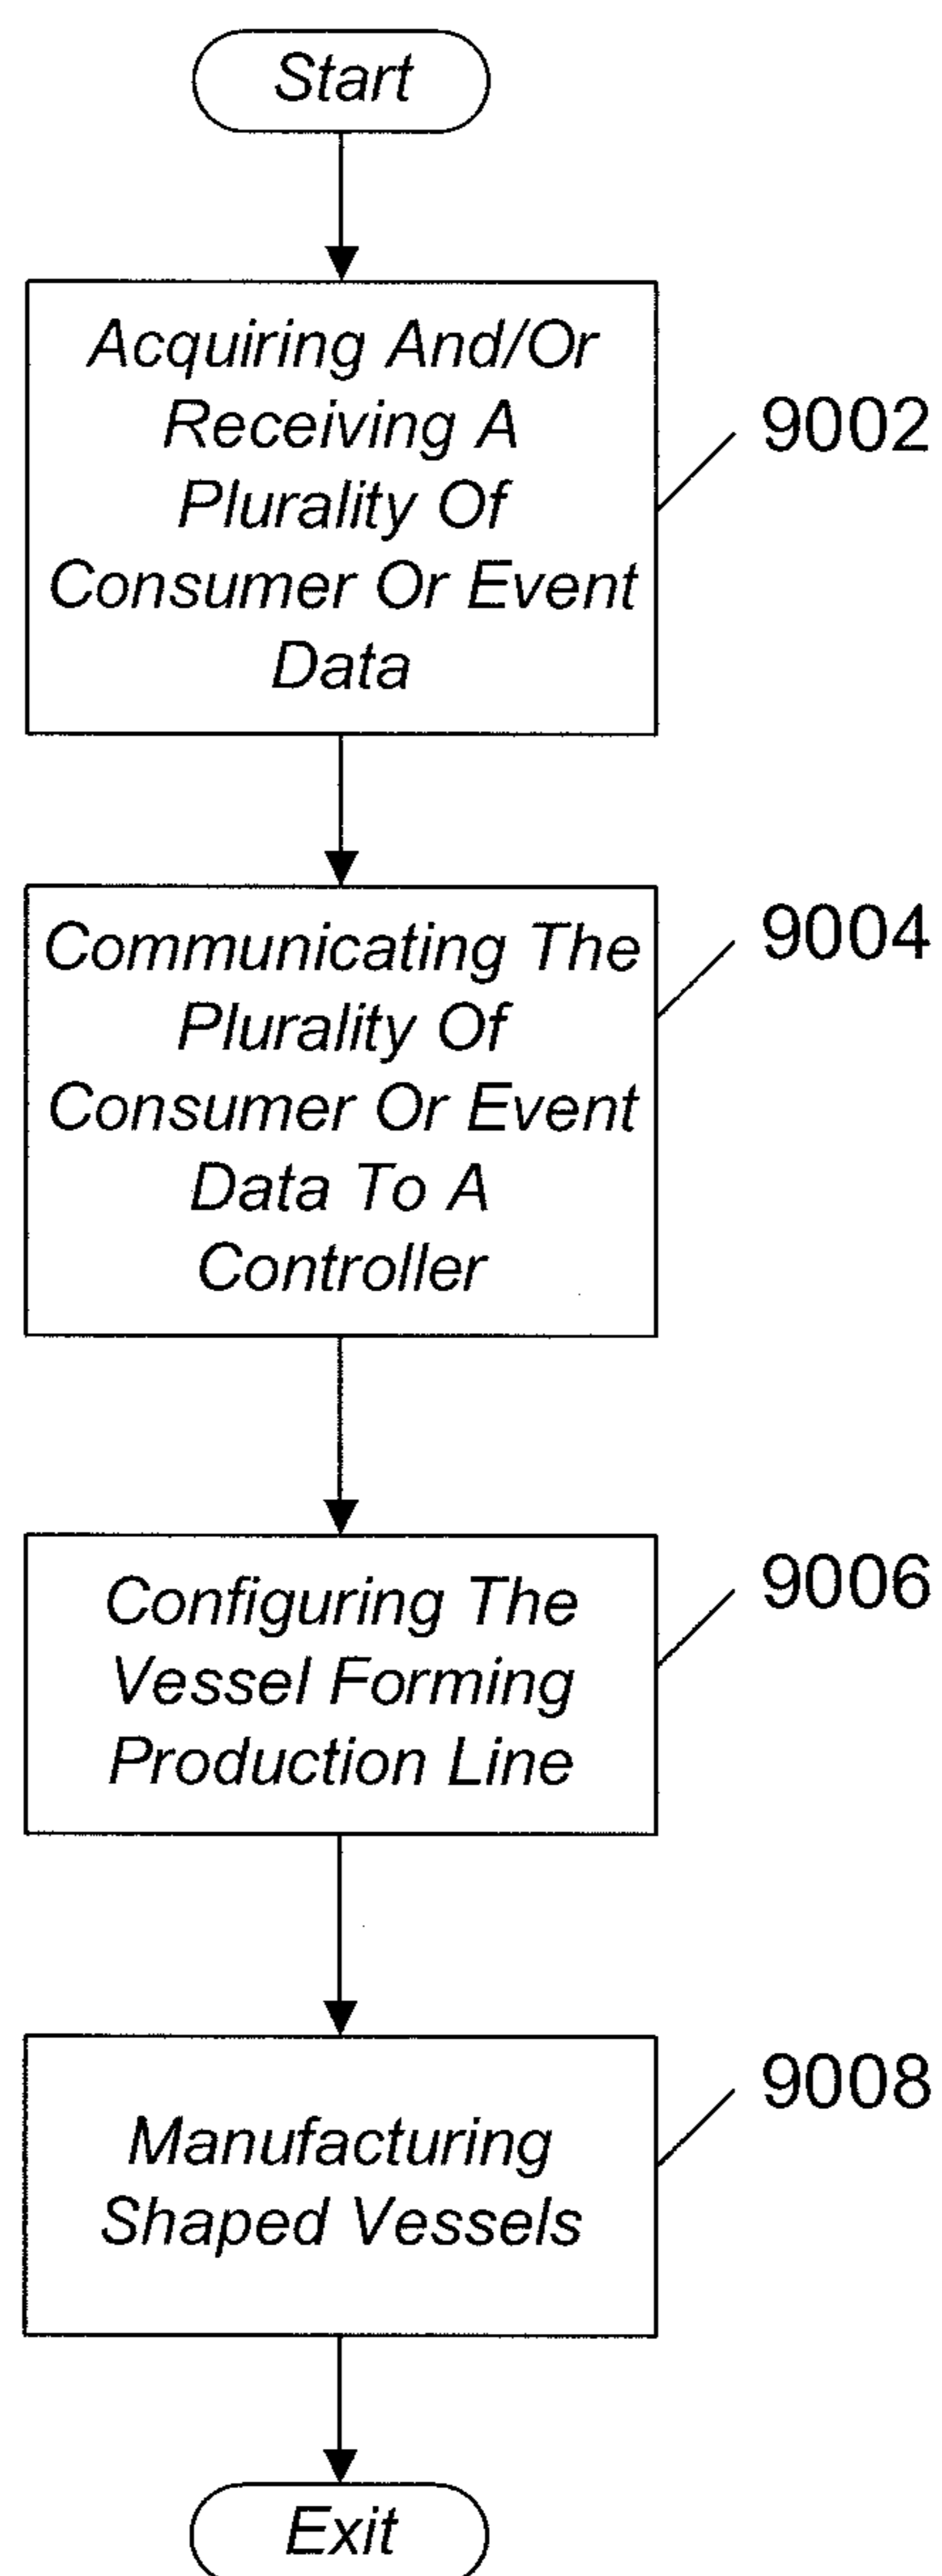 Start
Acquiring And/Or
Receiving A
Plurality Of
Consumer Or Event
Data
9002
Communicating The
Plurality Of
Consumer Or Event
Data To A
Controller
9004
Configuring The
Vessel Forming
Production Line
9006
Manufacturing
Shaped Vessels
9008
Exit